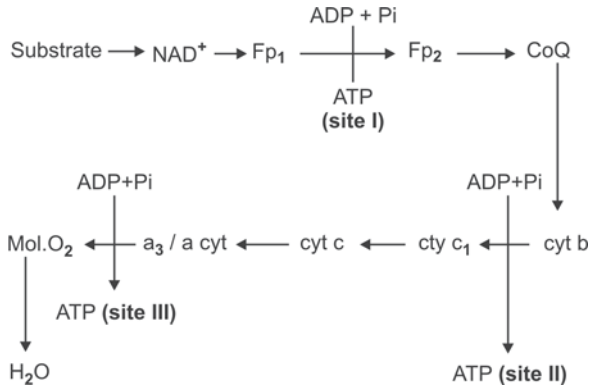 ADP + Pi
Substrate NAD⁺ Fp₁ Fp₂ CoQ
ATP
(site I)
ADP+Pi ADP+Pi
Mol.O₂ a₃ / a cyt cyt c cty c₁ cyt b
ATP (site III)
H₂O ATP (site II)